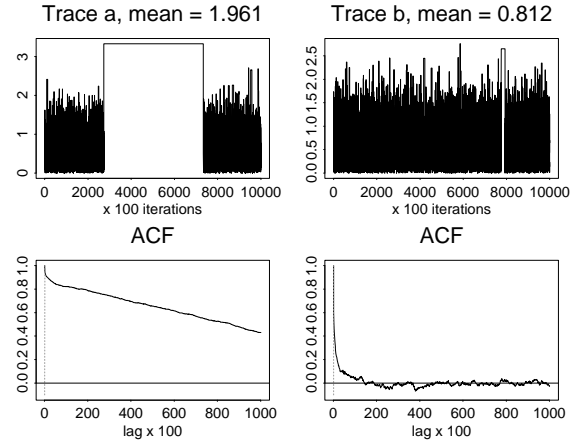 Trace a, mean = 1.961
Trace b, mean = 0.812
3
2
1
0
0 2000 4000 6000 8000 10000
x 100 iterations
0.0 0.5 1.0 1.5 2.0 2.5
0 2000 4000 6000 8000 10000
x 100 iterations
ACF
ACF
0.0 0.2 0.4 0.6 0.8 1.0
0 200 400 600 800 1000
lag x 100
0.0 0.2 0.4 0.6 0.8 1.0
0 200 400 600 800 1000
lag x 100